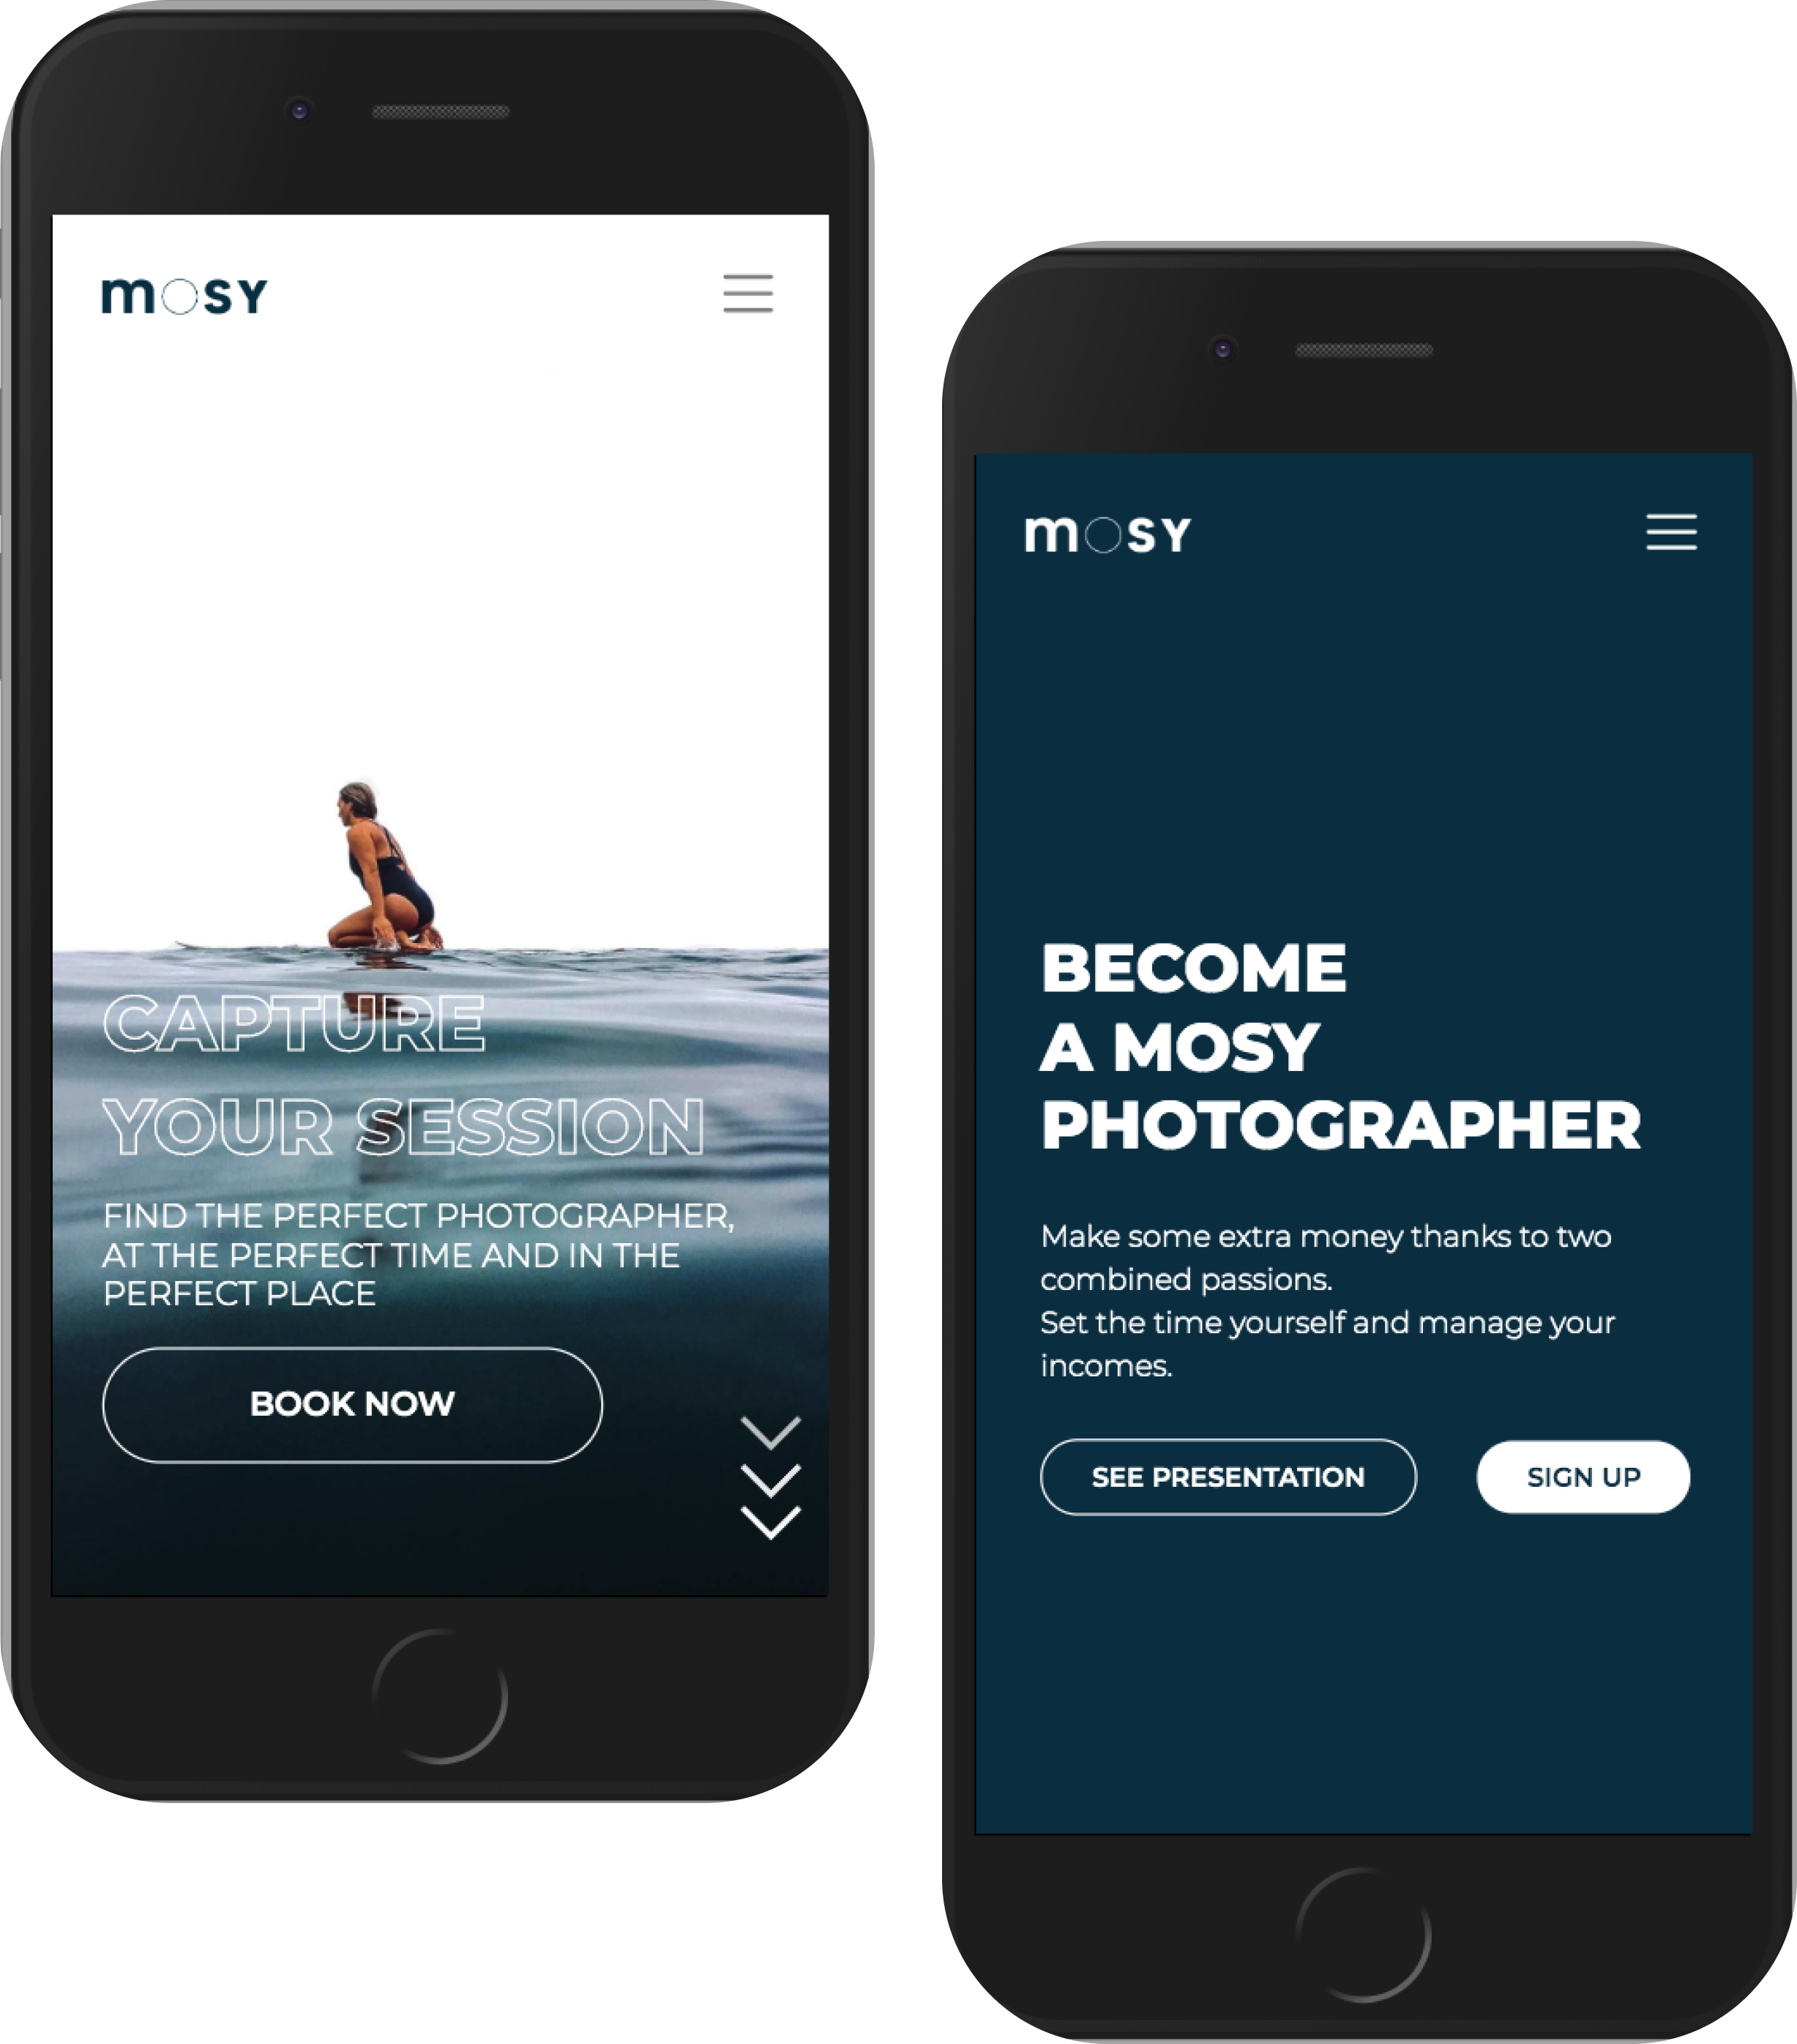 mosy
CAPTURE
YOUR SESSION
FIND THE PERFECT PHOTOGRAPHER,
AT THE PERFECT TIME AND IN THE
PERFECT PLACE
BOOK NOW
mosy
BECOME
A MOSY
PHOTOGRAPHER
Make some extra money thanks to two
combined passions.
Set the time yourself and manage your
incomes.
SEE PRESENTATION
SIGN UP